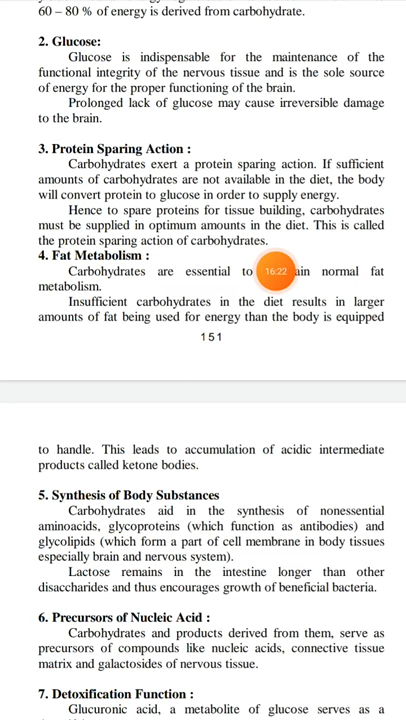 60 – 80 % of energy is derived from carbohydrate.
2. Glucose:
Glucose is indispensable for the maintenance of the
functional integrity of the nervous tissue and is the sole source
of energy for the proper functioning of the brain.
Prolonged lack of glucose may cause irreversible damage
to the brain.
3. Protein Sparing Action :
Carbohydrates exert a protein sparing action. If sufficient
amounts of carbohydrates are not available in the diet, the body
will convert protein to glucose in order to supply energy.
Hence to spare proteins for tissue building, carbohydrates
must be supplied in optimum amounts in the diet. This is called
the protein sparing action of carbohydrates.
4. Fat Metabolism :
Carbohydrates are essential to 16:22 ain normal fat
metabolism.
Insufficient carbohydrates in the diet results in larger
amounts of fat being used for energy than the body is equipped
151
to handle. This leads to accumulation of acidic intermediate
products called ketone bodies.
5. Synthesis of Body Substances
Carbohydrates aid in the synthesis of nonessential
aminoacids, glycoproteins (which function as antibodies) and
glycolipids (which form a part of cell membrane in body tissues
especially brain and nervous system).
Lactose remains in the intestine longer than other
disaccharides and thus encourages growth of beneficial bacteria.
6. Precursors of Nucleic Acid :
Carbohydrates and products derived from them, serve as
precursors of compounds like nucleic acids, connective tissue
matrix and galactosides of nervous tissue.
7. Detoxification Function :
Glucuronic acid, a metabolite of glucose serves as a